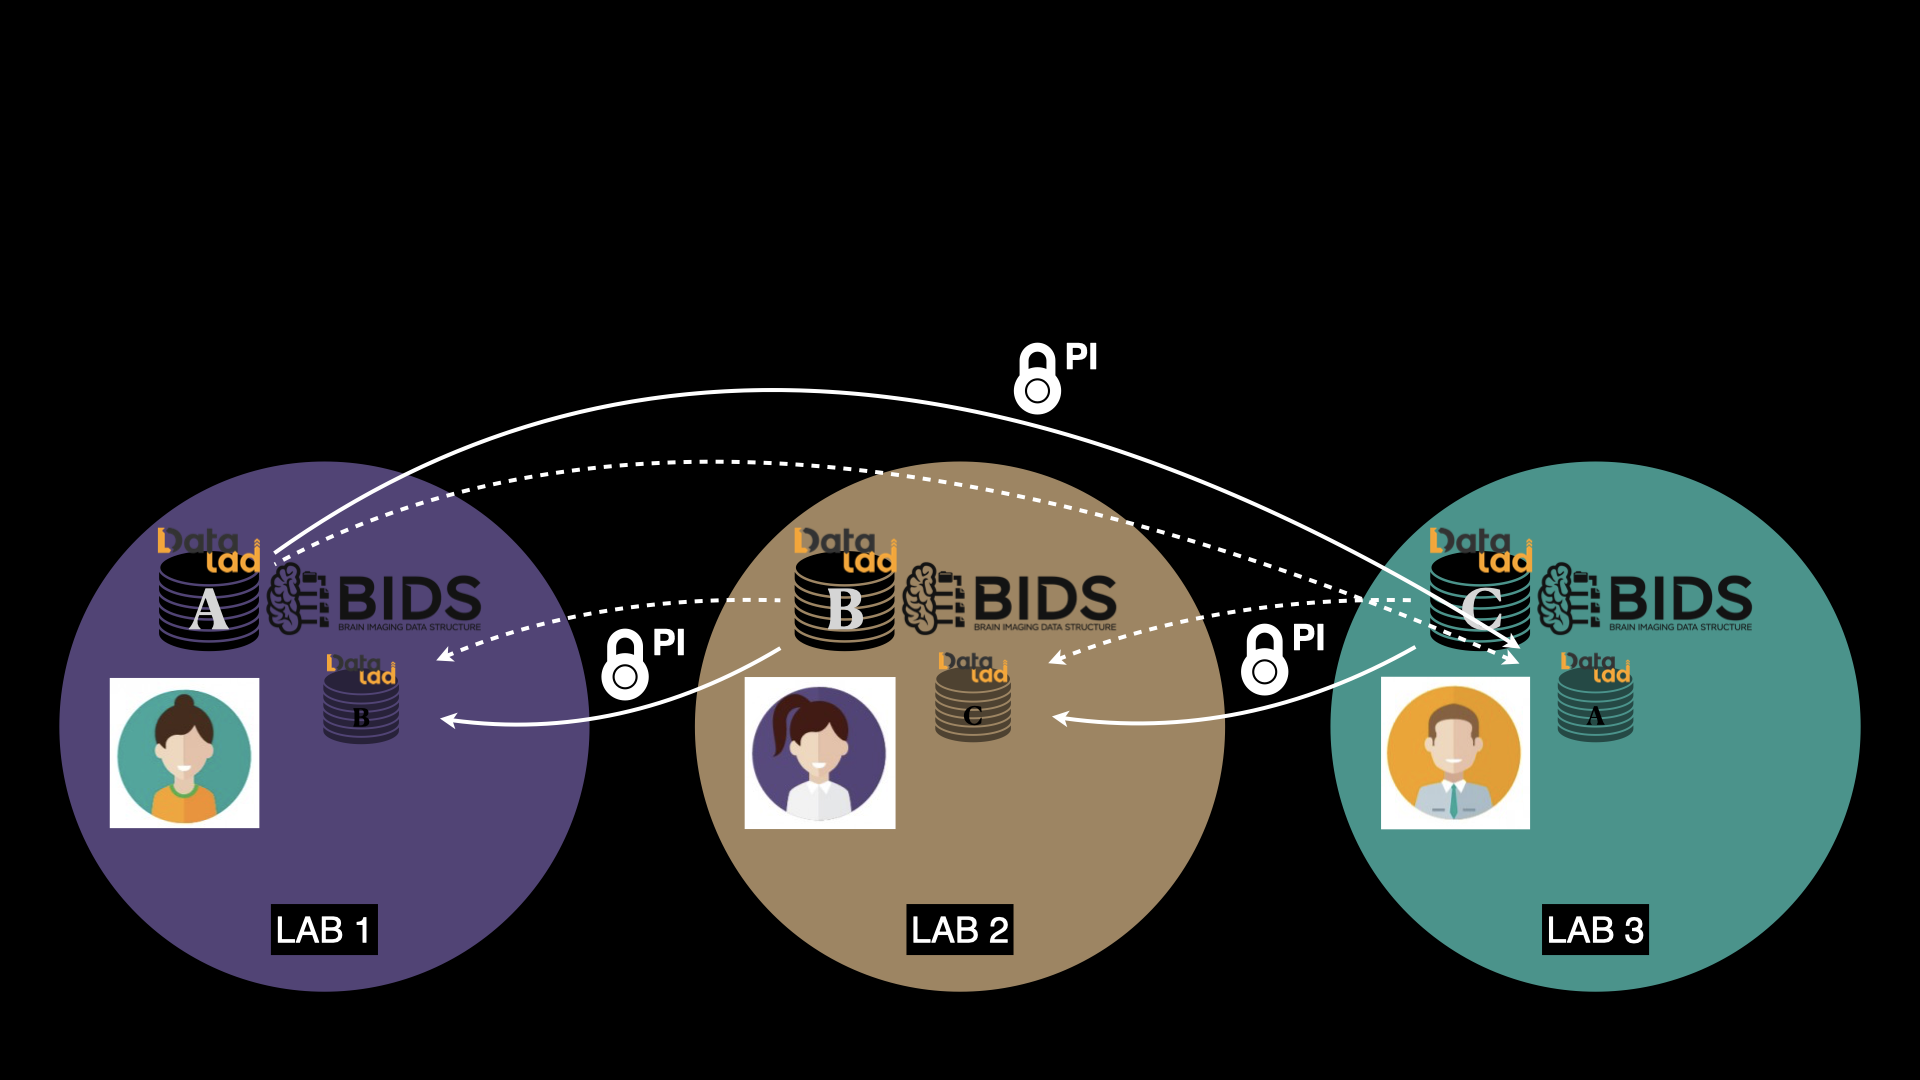 PI
Data
lad
A
BIDS
BRAIN IMAGING DATA STRUCTURE
Data
lad
B
BIDS
BRAIN IMAGING DATA STRUCTURE
Data
lad
C
BIDS
BRAIN IMAGING DATA STRUCTURE
PI
PI
Data
lad
B
Data
lad
C
Data
lad
A
LAB 1
LAB 2
LAB 3